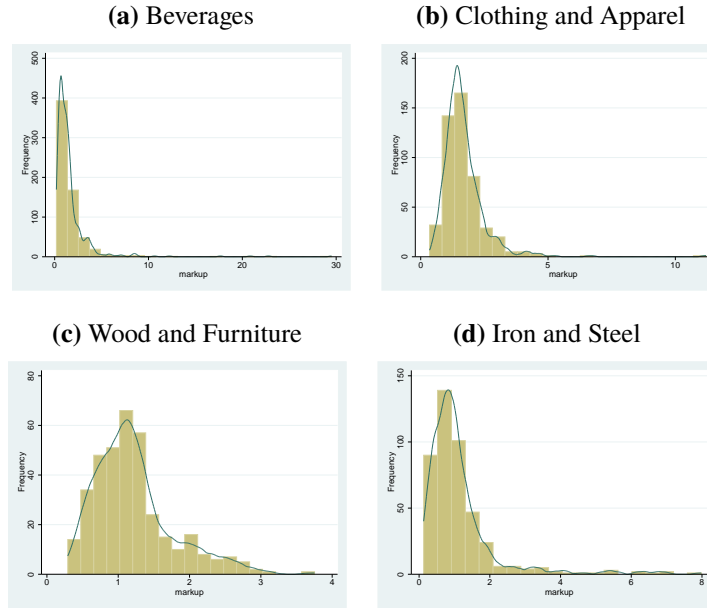 (a) Beverages
500
400
300
200
100
0
Frequency
0 10 20 30
markup
(b) Clothing and Apparel
200
150
100
50
0
Frequency
0 5 10
markup
(c) Wood and Furniture
80
60
40
20
0
Frequency
0 1 2 3 4
markup
(d) Iron and Steel
150
100
50
0
Frequency
0 2 4 6 8
markup